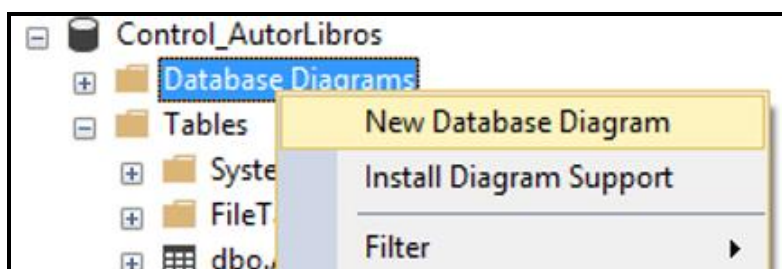 Control_AutorLibros
Database Diagrams
New Database Diagram
Tables
Install Diagram Support
Filter